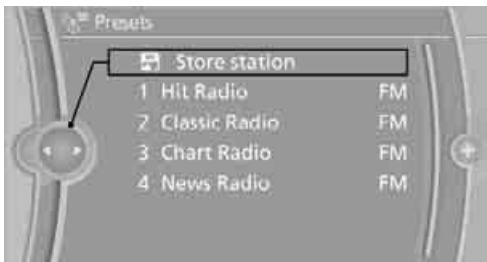 Presets
Store station
1 Hit Radio FM
2 Classic Radio FM
3 Chart Radio FM
4 News Radio FM